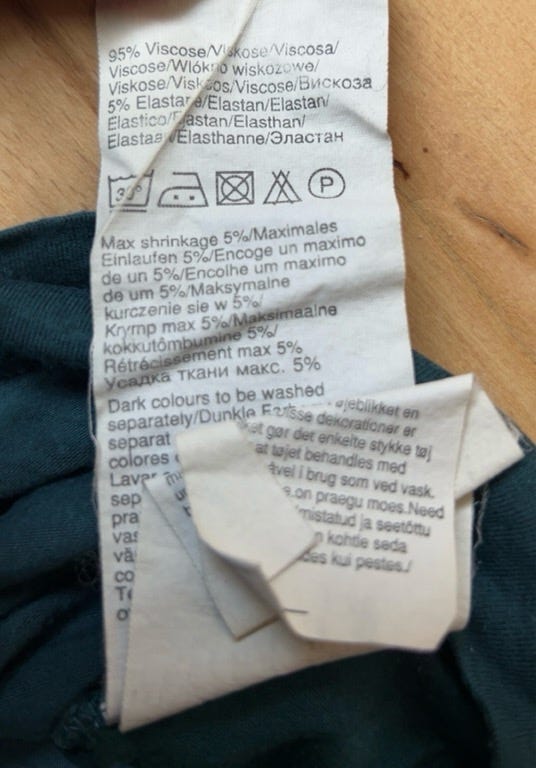 95% Viscose/Viskose/Viscosa/
Viscose/Włókno wiskozowe/
Viskose/Viskoos/Viscose/Вискоза
5% Elastane/Elastan/Elastan/
Elastico/Elastan/Elasthan/
Elastaan/Elasthanne/Эластан
30°
P
Max shrinkage 5%/Maximales
Einlaufen 5%/Encoge un maximo
de un 5%/Encolhe um maximo
de um 5%/Maksymalne
kurczenie sie w 5%/
Krymp max 5%/Maksimaalne
kokkutõmbumine 5%/
Rétrécissement max 5%
Усадка ткани макс. 5%
Dark colours to be washed
separately/Dunkle
separat
colores
Lavar
sep
pra
vas
co
øjeblikket en
disse dekorationer er
gør det enkelte stykke tøj
at tøjet behandles med
i brug som ved vask.
on praegu moes.Need
ja seetõttu
kohtle seda
kui pestes./